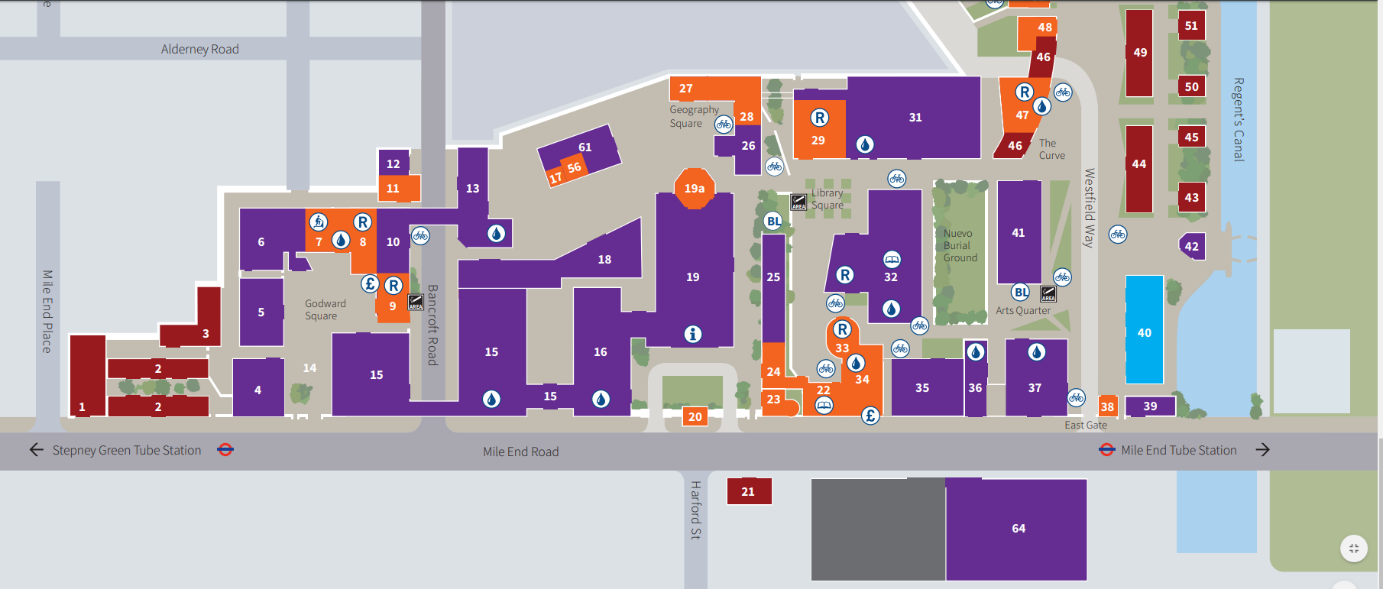 Alderney Road
Mile End Place
Bancroft Road
Geography
Square
Godward
Square
Library
Square
Nuevo
Burial
Ground
Arts Quarter
The
Curve
Westfield Way
Regent's Canal
East Gate
Stepney Green Tube Station
Mile End Road
Mile End Tube Station
Harford St
1
2
2
3
4
5
6
7
8
9
10
11
12
13
14
15
15
15
16
17
56
61
18
19
19a
20
21
22
23
24
25
26
27
28
29
31
32
33
34
35
36
37
38
39
40
41
42
43
44
45
46
46
47
48
49
50
51
64
R
R
R
R
R
R
£
£
BL
BL
AREA
AREA
AREA
i